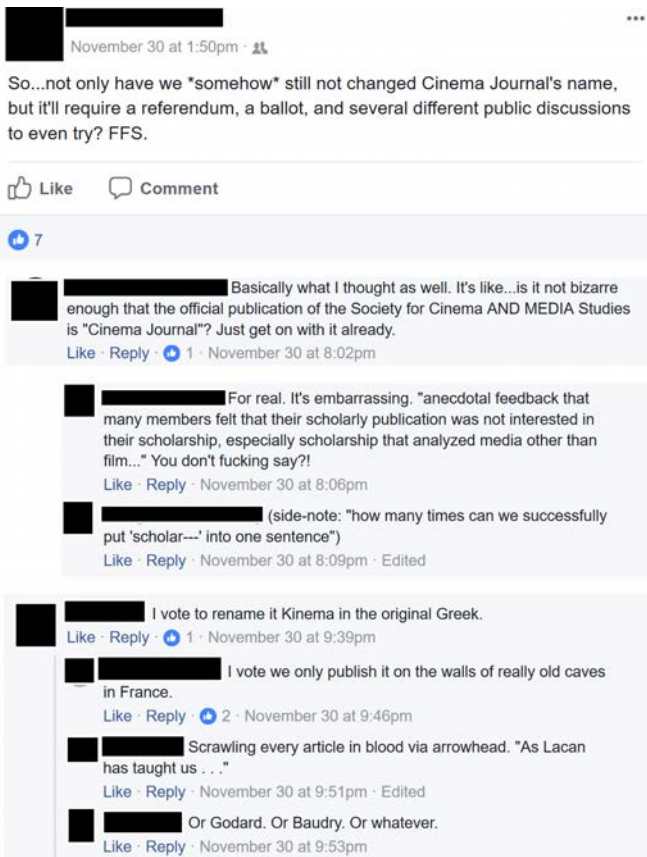 November 30 at 1:50pm ·
So...not only have we *somehow* still not changed Cinema Journal's name,
but it'll require a referendum, a ballot, and several different public discussions
to even try? FFS.
Like Comment
7
Basically what I thought as well. It's like...is it not bizarre
enough that the official publication of the Society for Cinema AND MEDIA Studies
is "Cinema Journal"? Just get on with it already.
Like · Reply · 1 · November 30 at 8:02pm
For real. It's embarrassing. "anecdotal feedback that
many members felt that their scholarly publication was not interested in
their scholarship, especially scholarship that analyzed media other than
film..." You don't fucking say?!
Like · Reply · November 30 at 8:06pm
(side-note: "how many times can we successfully
put 'scholar---' into one sentence")
Like · Reply · November 30 at 8:09pm · Edited
I vote to rename it Kinema in the original Greek.
Like · Reply · 1 · November 30 at 9:39pm
I vote we only publish it on the walls of really old caves
in France.
Like · Reply · 2 · November 30 at 9:46pm
Scrawling every article in blood via arrowhead. "As Lacan
has taught us . . ."
Like · Reply · November 30 at 9:51pm · Edited
Or Godard. Or Baudry. Or whatever.
Like · Reply · November 30 at 9:53pm